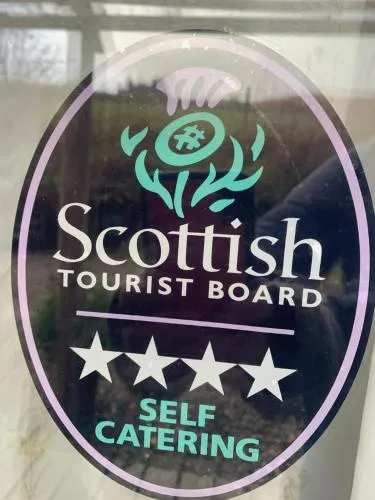 Scottish
TOURIST BOARD
SELF
CATERING